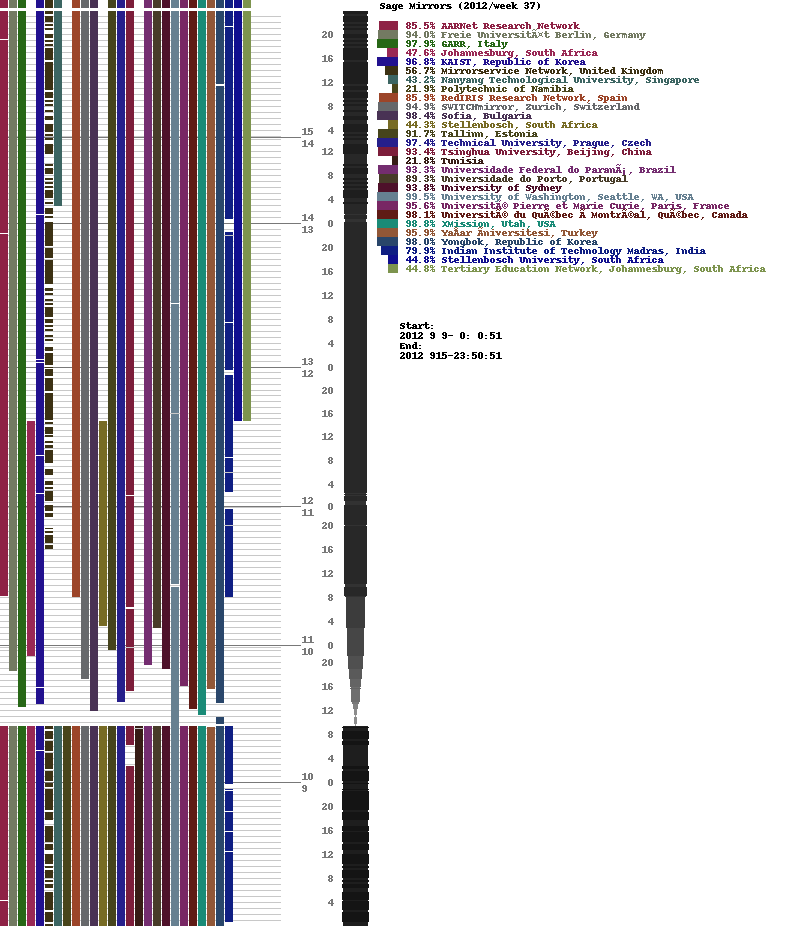 Sage Mirrors (2012/week 37)
85.5% AARNet Research Network
94.0% Freie UniversitÃ¤t Berlin, Germany
97.9% GARR, Italy
47.6% Johannesburg, South Africa
96.8% KAIST, Republic of Korea
56.7% Mirrorservice Network, United Kingdom
43.2% Nanyang Technological University, Singapore
21.9% Polytechnic of Namibia
85.9% RedIRIS Research Network, Spain
94.9% SWITCHmirror, Zurich, Switzerland
98.4% Sofia, Bulgaria
44.3% Stellenbosch, South Africa
91.7% Tallinn, Estonia
97.4% Technical University, Prague, Czech
93.4% Tsinghua University, Beijing, China
21.8% Tunisia
93.3% Universidade Federal do ParanÃ¡, Brazil
89.3% Universidade do Porto, Portugal
93.8% University of Sydney
99.5% University of Washington, Seattle, WA, USA
95.6% UniversitÃ© Pierre et Marie Curie, Paris, France
98.1% UniversitÃ© du QuÃ©bec A MontrÃ©al, QuÃ©bec, Canada
98.8% XMission, Utah, USA
95.9% YaÅar Aniversitesi, Turkey
98.0% Yongbok, Republic of Korea
79.9% Indian Institute of Technology Madras, India
44.8% Stellenbosch University, South Africa
44.8% Tertiary Education Network, Johannesburg, South Africa
Start:
2012 9 9- 0: 0:51
End:
2012 915-23:50:51
20
16
12
8
4
15
14
12
8
4
14
0
13
20
16
12
8
4
13
0
12
20
16
12
8
4
12
0
11
20
16
12
8
4
11
0
10
20
16
12
8
4
10
0
9
20
16
12
8
4